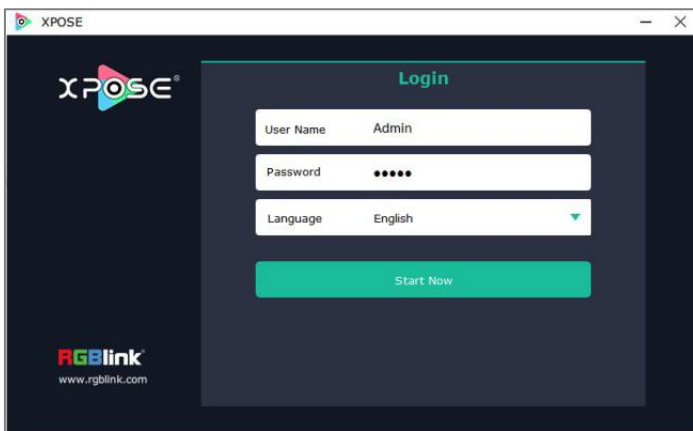 XPOSE
XPOSE®
Login
User Name Admin
Password •••••
Language English
Start Now
RGBlink®
www.rgblink.com